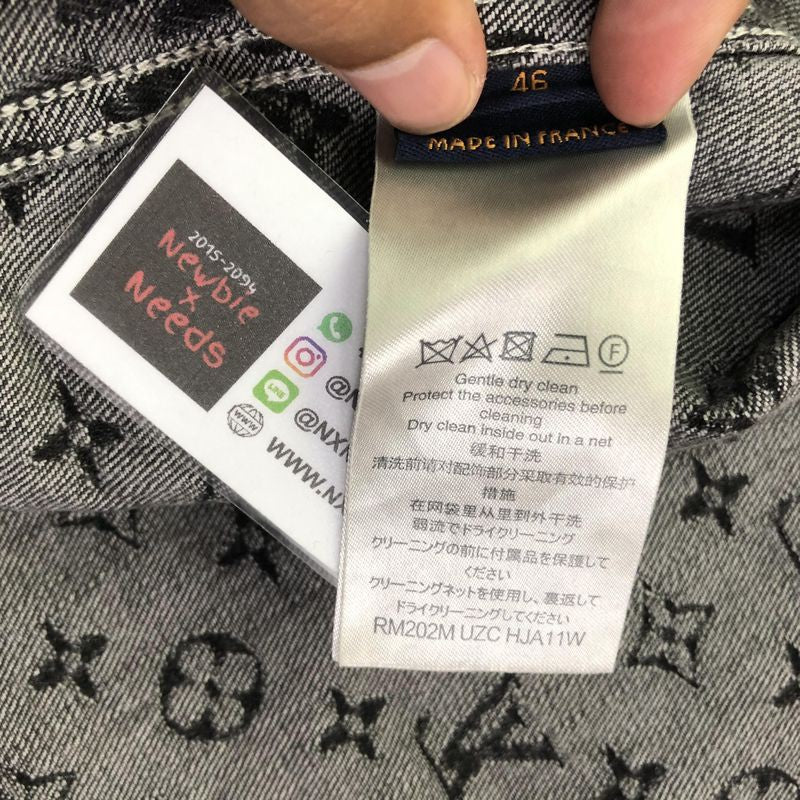 46
MADE IN FRANCE
2015-2094
Newbie
x
Needs
WWW
WWW.NX
LINE
F
Gentle dry clean
Protect the accessories before
cleaning
Dry clean inside out in a net
缓和干洗
清洗前请对配饰部分采取有效的保护
措施
在网袋里从里到外干洗
弱流でドライクリーニング
クリーニングの前に付属品を保護して
ください
クリーニングネットを使用し、裏返して
ドライクリーニングしてください
RM202M UZC HJA11W